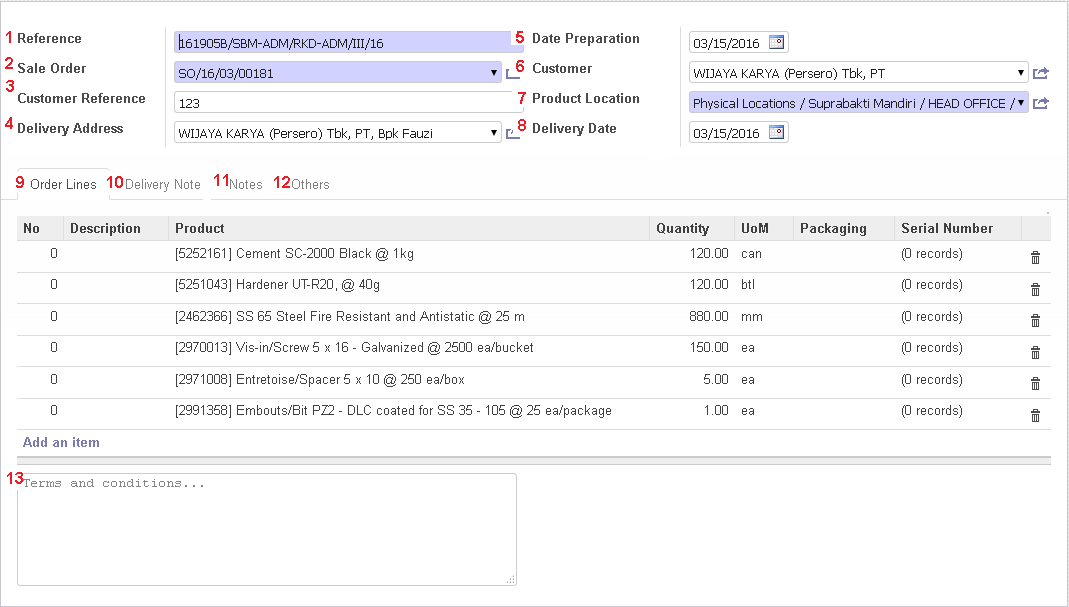 1 Reference 161905B/SBM-ADM/RKD-ADM/III/16 5 Date Preparation 03/15/2016
2 Sale Order SO/16/03/00181 6 Customer WIJAYA KARYA (Persero) Tbk, PT
3 Customer Reference 123 7 Product Location Physical Locations / Suprabakti Mandiri / HEAD OFFICE /
4 Delivery Address WIJAYA KARYA (Persero) Tbk, PT, Bpk Fauzi 8 Delivery Date 03/15/2016
9 Order Lines 10 Delivery Note 11 Notes 12 Others
No Description Product Quantity UoM Packaging Serial Number
0 [5252161] Cement SC-2000 Black @ 1kg 120.00 can (0 records)
0 [5251043] Hardener UT-R20, @ 40g 120.00 btl (0 records)
0 [2462366] SS 65 Steel Fire Resistant and Antistatic @ 25 m 880.00 mm (0 records)
0 [2970013] Vis-in/Screw 5 x 16 - Galvanized @ 2500 ea/bucket 150.00 ea (0 records)
0 [2971008] Entretoise/Spacer 5 x 10 @ 250 ea/box 5.00 ea (0 records)
0 [2991358] Embouts/Bit PZ2 - DLC coated for SS 35 - 105 @ 25 ea/package 1.00 ea (0 records)
Add an item
13 Terms and conditions...